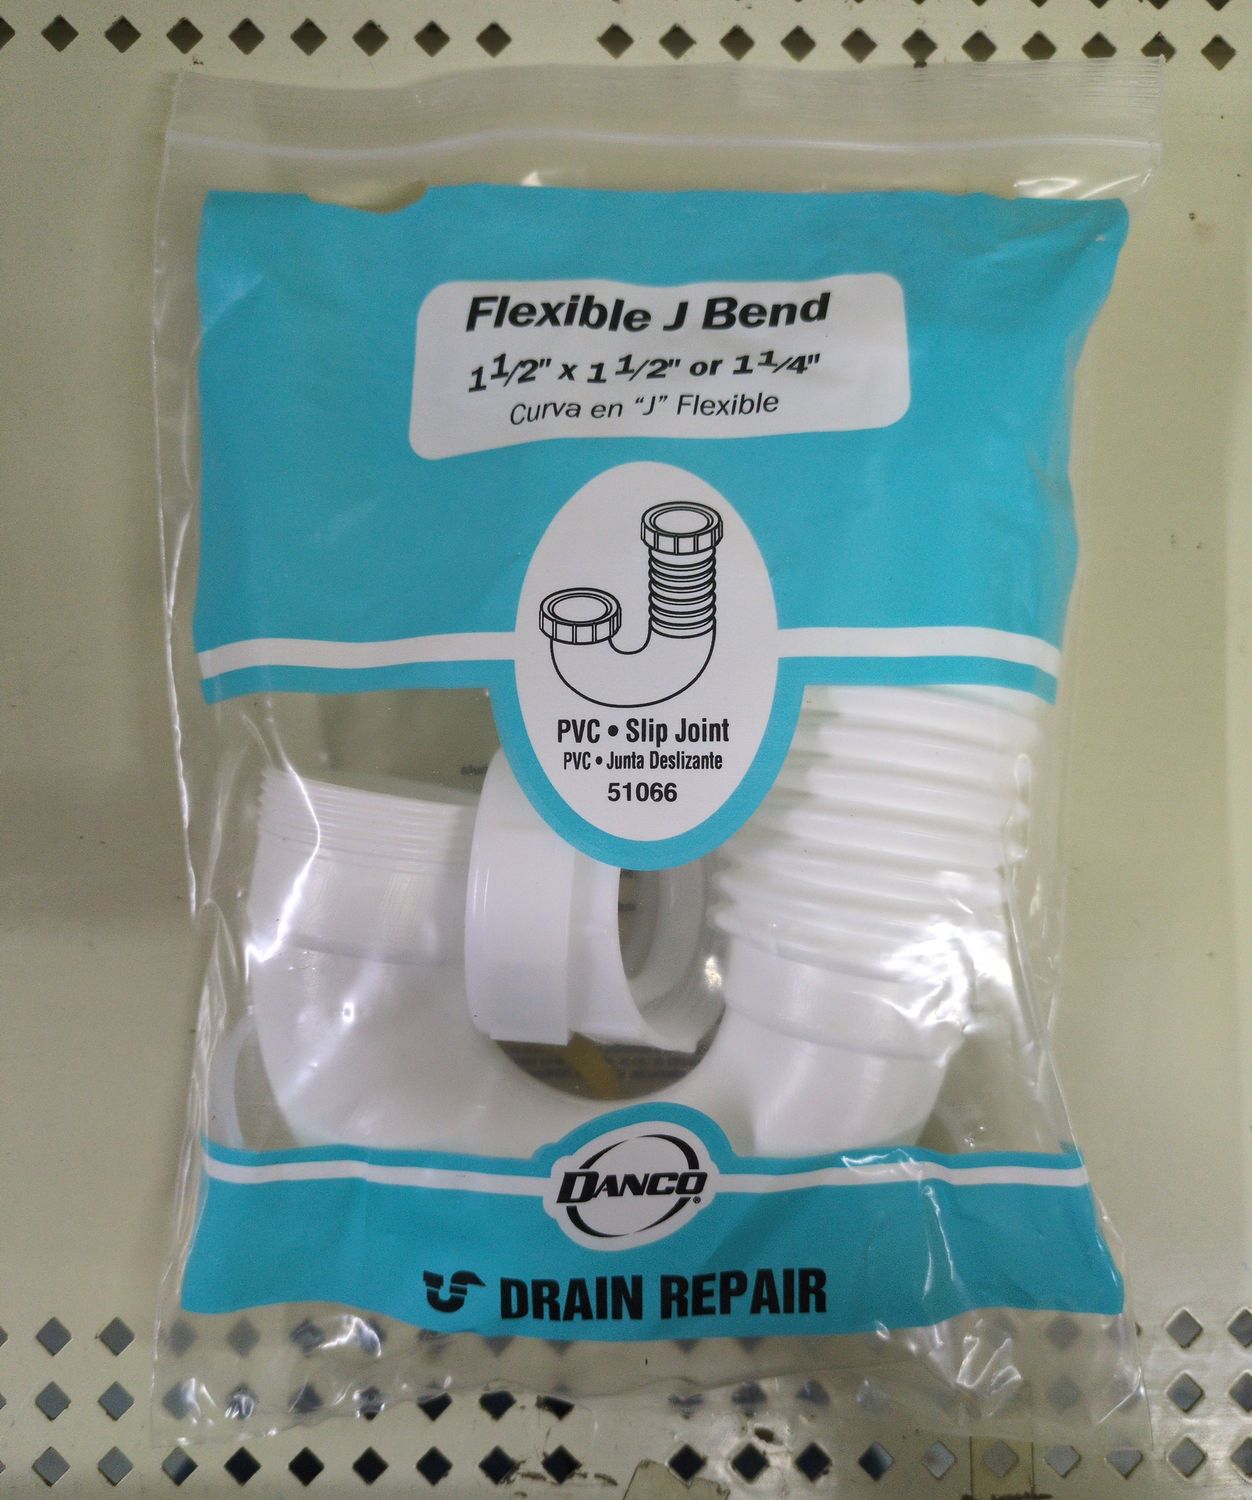 Flexible J Bend
1 1/2" x 1 1/2" or 1 1/4"
Curva en “J” Flexible
PVC • Slip Joint
PVC • Junta Deslizante
51066
DANCO®
DRAIN REPAIR